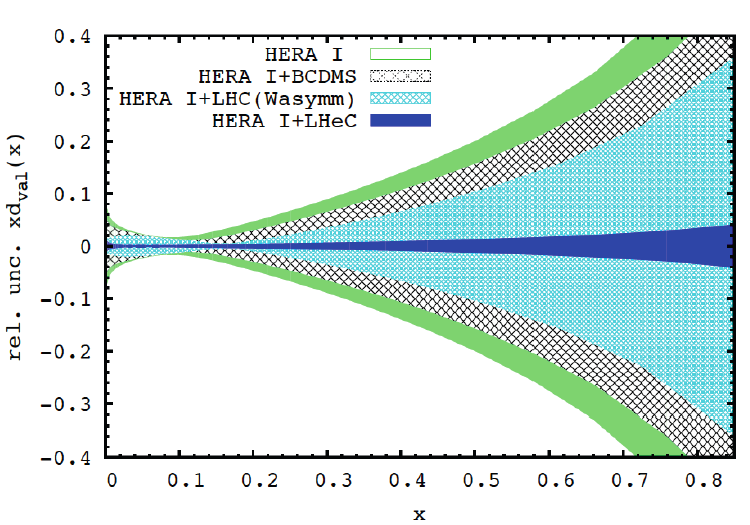 HERA I
HERA I+BCDMS
HERA I+LHC(Wasymm)
HERA I+LHeC
rel. unc. xd_val(x)
0.4
0.3
0.2
0.1
0
-0.1
-0.2
-0.3
-0.4
0 0.1 0.2 0.3 0.4 0.5 0.6 0.7 0.8
x